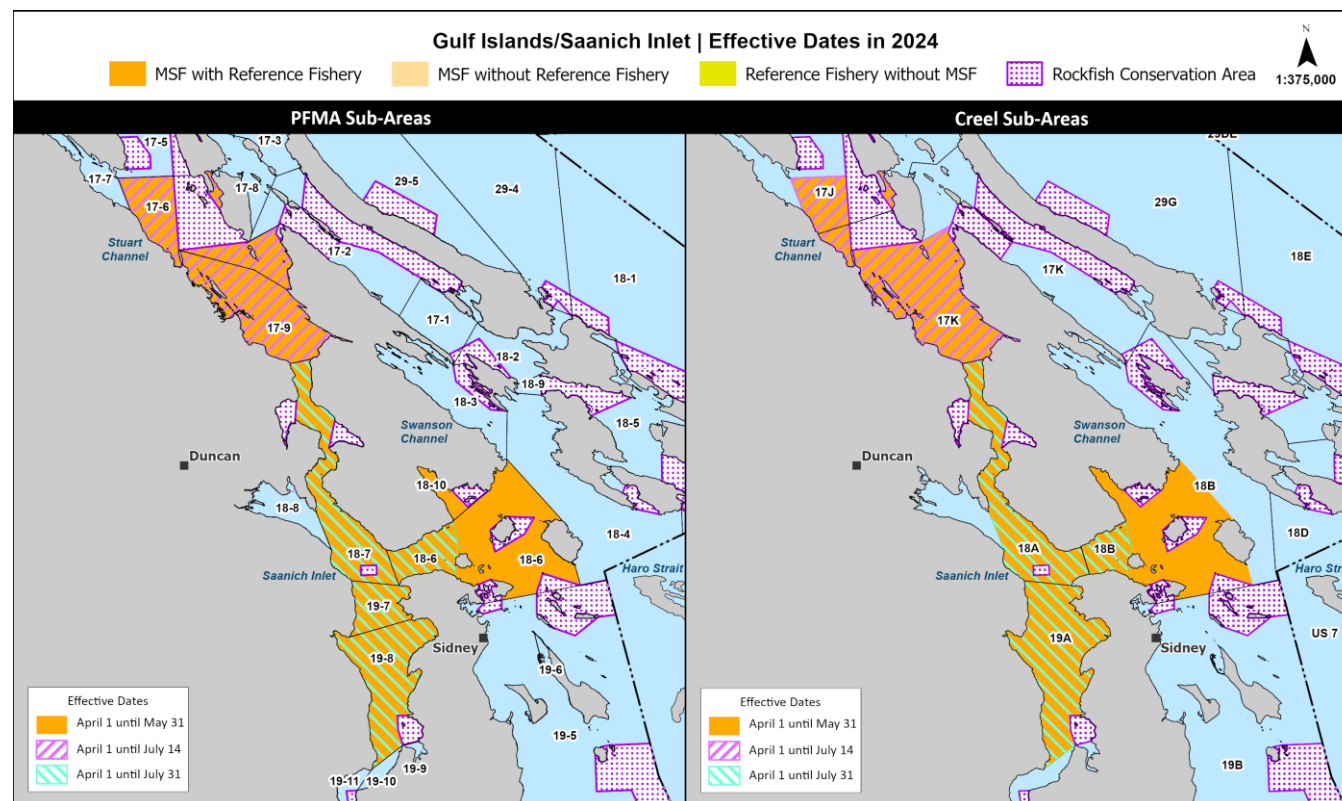 Gulf Islands/Saanich Inlet | Effective Dates in 2024
N
1:375,000
MSF with Reference Fishery
MSF without Reference Fishery
Reference Fishery without MSF
Rockfish Conservation Area
PFMA Sub-Areas
17-5
17-3
17-7
17-6
17-8
29-5
29-4
Stuart Channel
17-2
18-1
17-1
17-9
18-2
18-9
18-3
18-5
Swanson Channel
Duncan
18-10
18-8
18-4
18-7
18-6
18-6
Saanich Inlet
Haro Strait
19-7
Sidney
19-8
19-6
19-5
19-9
19-11
19-10
Effective Dates
April 1 until May 31
April 1 until July 14
April 1 until July 31
Creel Sub-Areas
17J
29G
Stuart Channel
18E
17K
17K
Swanson Channel
Duncan
18B
18D
18A
18B
Saanich Inlet
US 7
19A
Sidney
19B
Effective Dates
April 1 until May 31
April 1 until July 14
April 1 until July 31